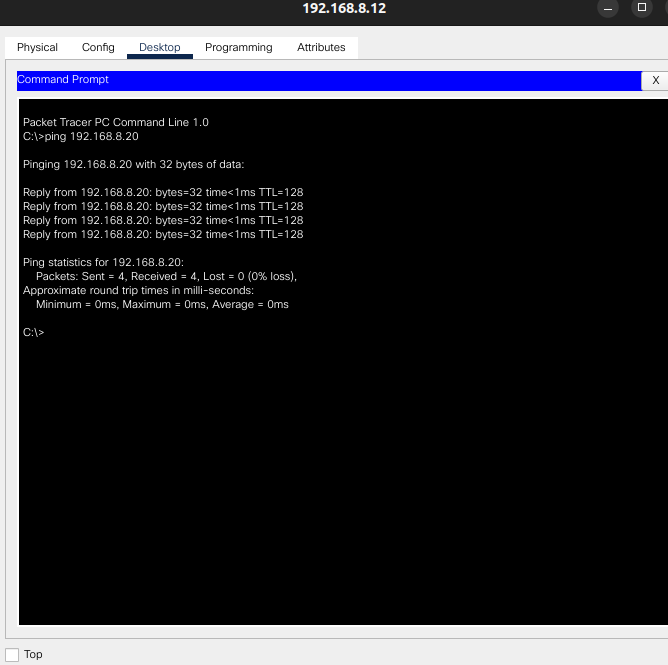 192.168.8.12
Physical Config Desktop Programming Attributes
Command Prompt X
Packet Tracer PC Command Line 1.0
C:\>ping 192.168.8.20
Pinging 192.168.8.20 with 32 bytes of data:
Reply from 192.168.8.20: bytes=32 time<1ms TTL=128
Reply from 192.168.8.20: bytes=32 time<1ms TTL=128
Reply from 192.168.8.20: bytes=32 time<1ms TTL=128
Reply from 192.168.8.20: bytes=32 time<1ms TTL=128
Ping statistics for 192.168.8.20:
Packets: Sent = 4, Received = 4, Lost = 0 (0% loss),
Approximate round trip times in milli-seconds:
Minimum = 0ms, Maximum = 0ms, Average = 0ms
C:\>
Top